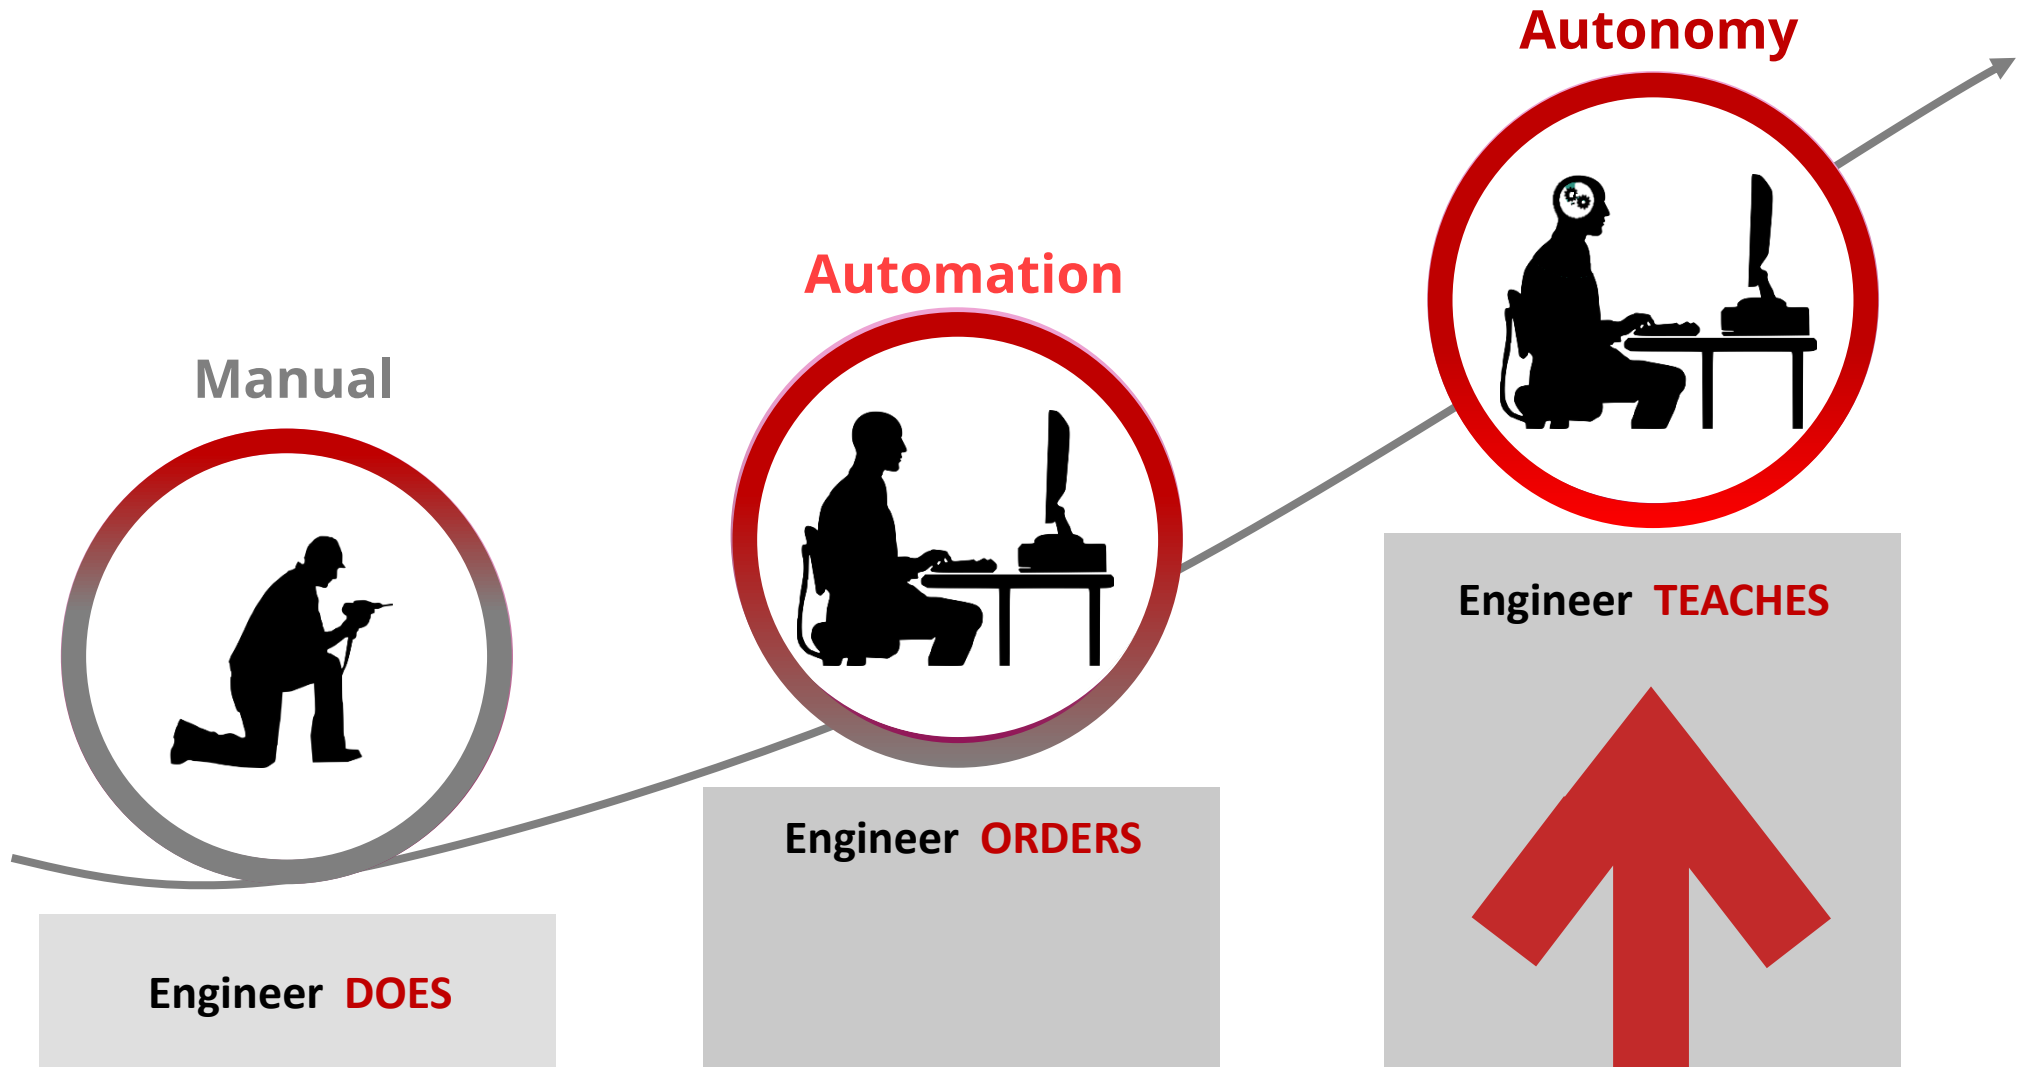 Manual
Engineer DOES
Automation
Engineer ORDERS
Autonomy
Engineer TEACHES